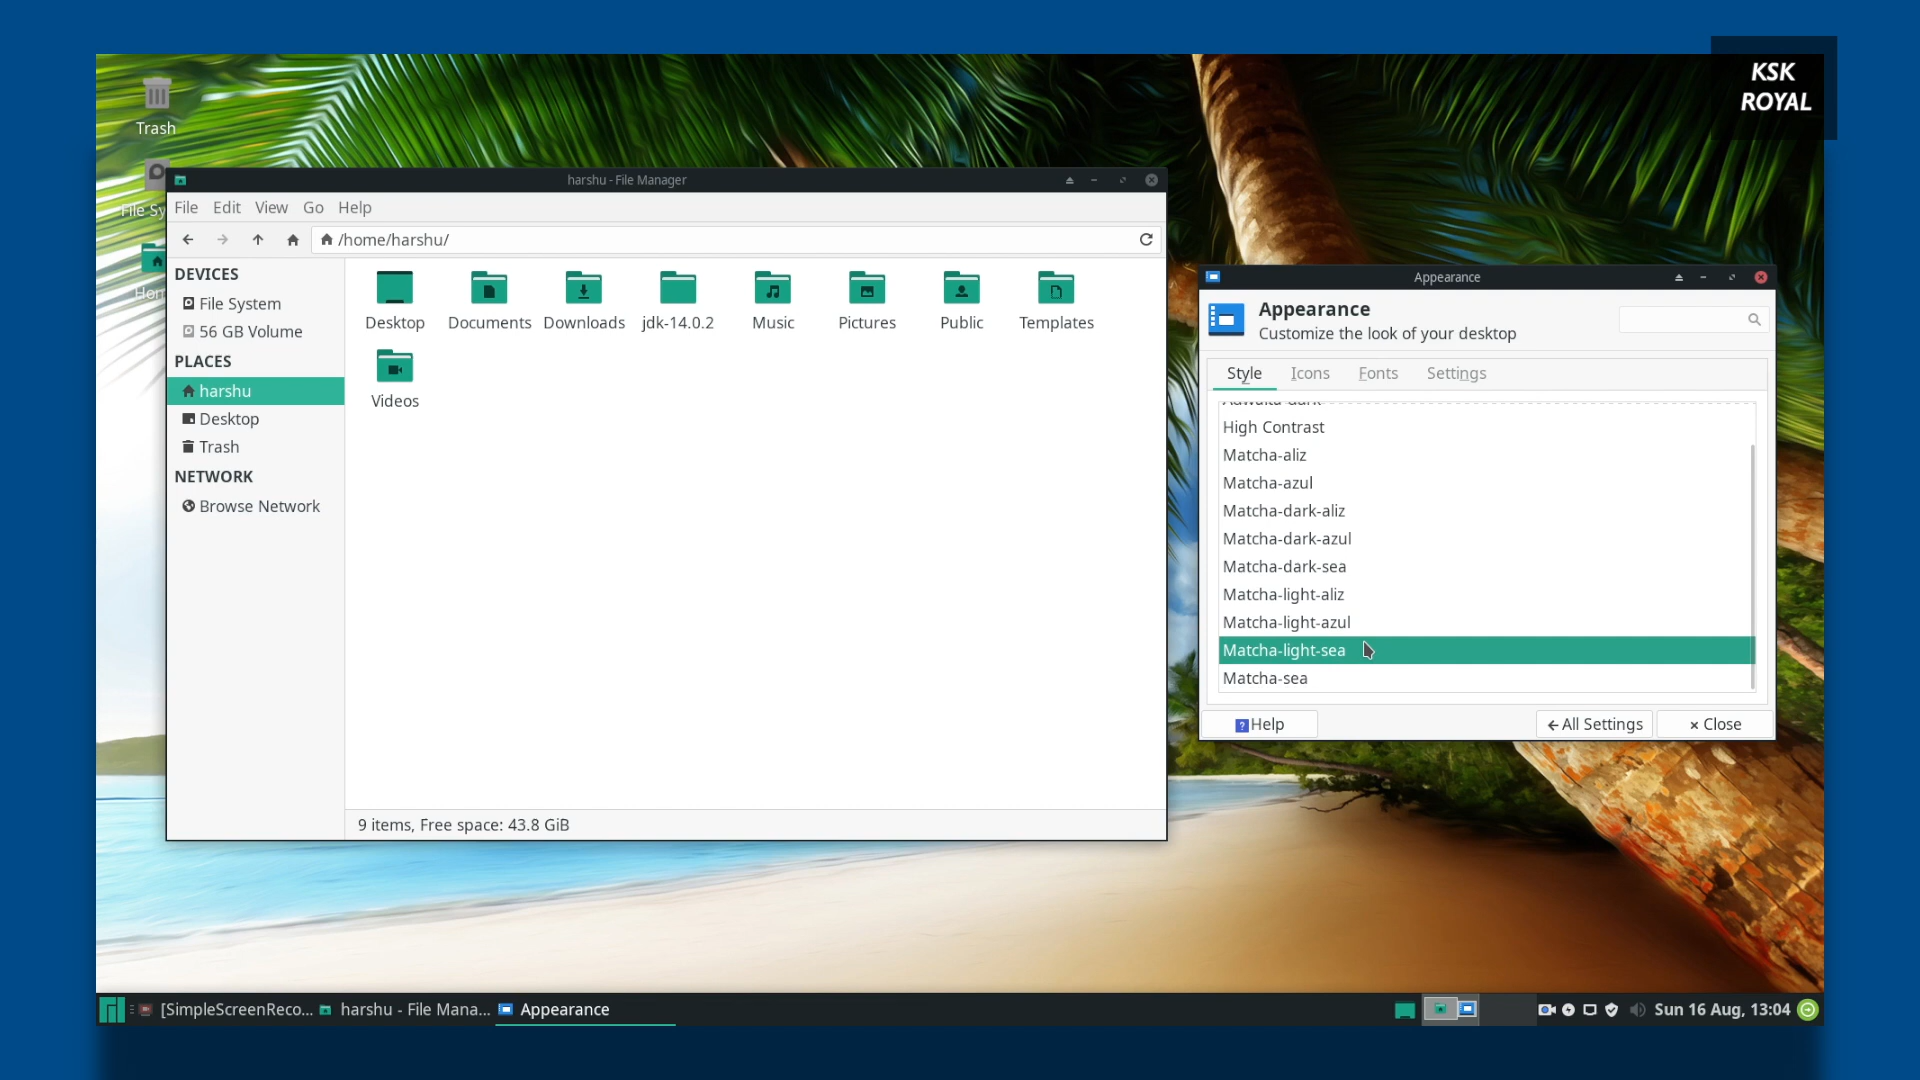 KSK
ROYAL
Trash
File Sy
harshu - File Manager
File Edit View Go Help
/home/harshu/
DEVICES
File System
56 GB Volume
PLACES
harshu
Desktop
Trash
NETWORK
Browse Network
Desktop Documents Downloads jdk-14.0.2 Music Pictures Public Templates
Videos
9 items, Free space: 43.8 GiB
Appearance
Appearance
Customize the look of your desktop
Style Icons Fonts Settings
Adwaita-dark
High Contrast
Matcha-aliz
Matcha-azul
Matcha-dark-aliz
Matcha-dark-azul
Matcha-dark-sea
Matcha-light-aliz
Matcha-light-azul
Matcha-light-sea
Matcha-sea
? Help
All Settings
× Close
[SimpleScreenReco... harshu - File Mana... Appearance
Sun 16 Aug, 13:04